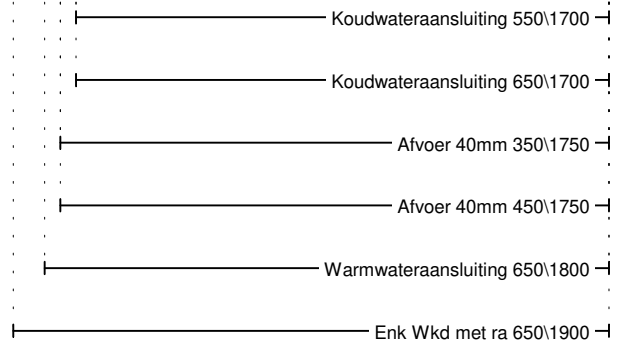 Koudwateraansluiting 550\1700
Koudwateraansluiting 650\1700
Afvoer 40mm 350\1750
Afvoer 40mm 450\1750
Warmwateraansluiting 650\1800
Enk Wkd met ra 650\1900